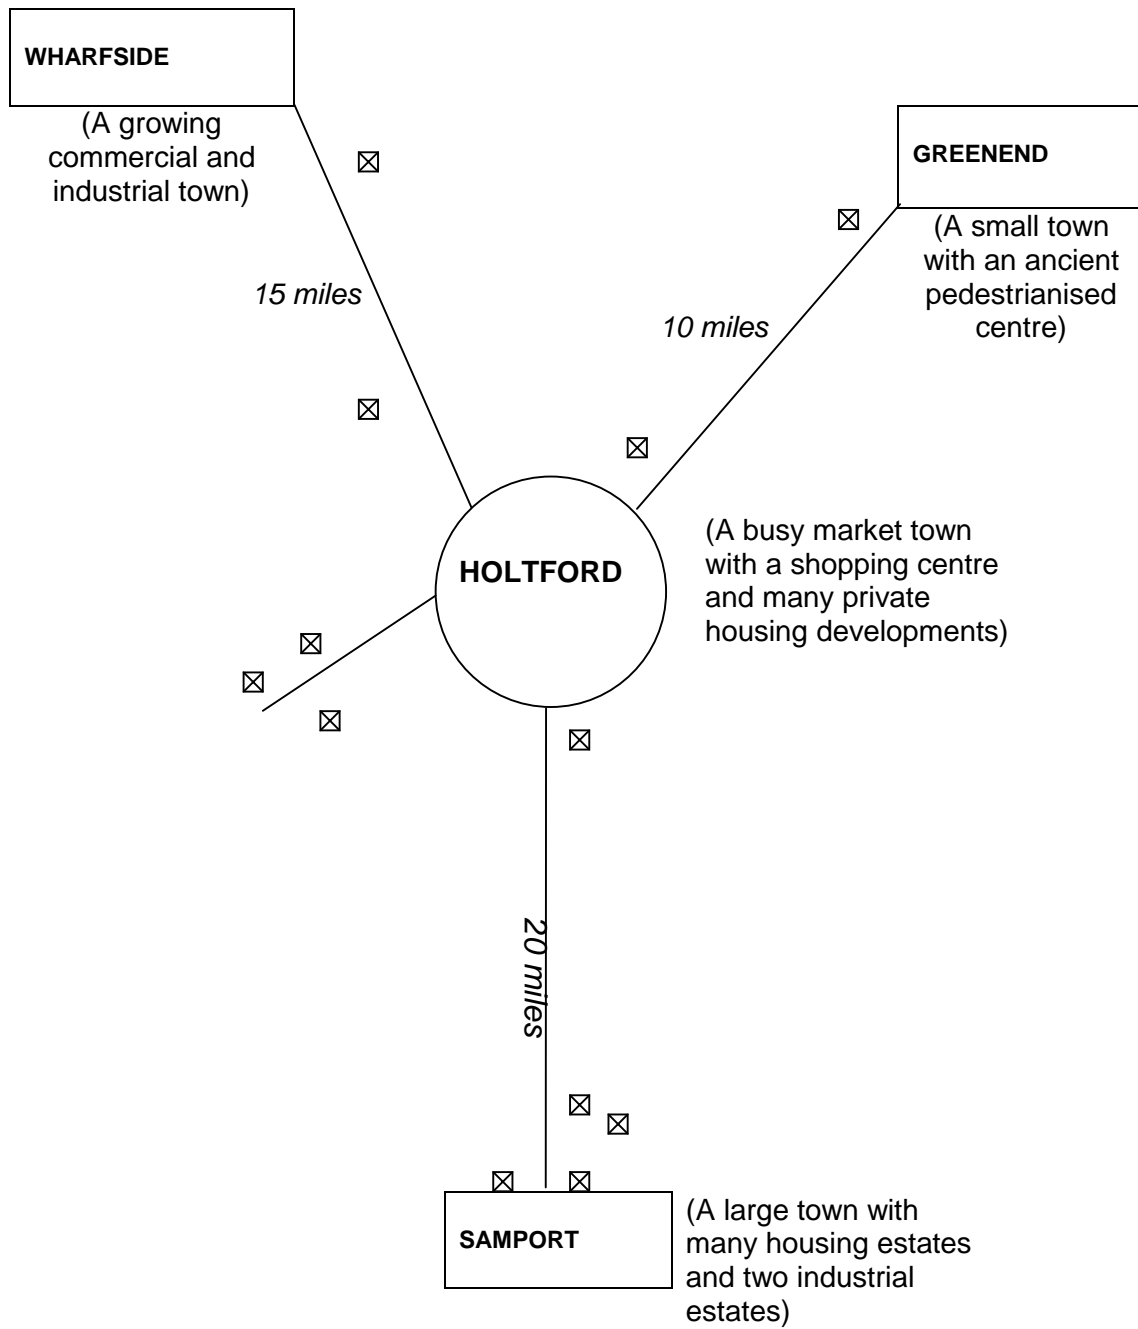 WHARFSIDE
(A growing
commercial and
industrial town)
GREENEND
(A small town
with an ancient
pedestrianised
centre)
15 miles
10 miles
HOLTFORD
(A busy market town
with a shopping centre
and many private
housing developments)
20 miles
SAMPORT
(A large town with
many housing estates
and two industrial
estates)